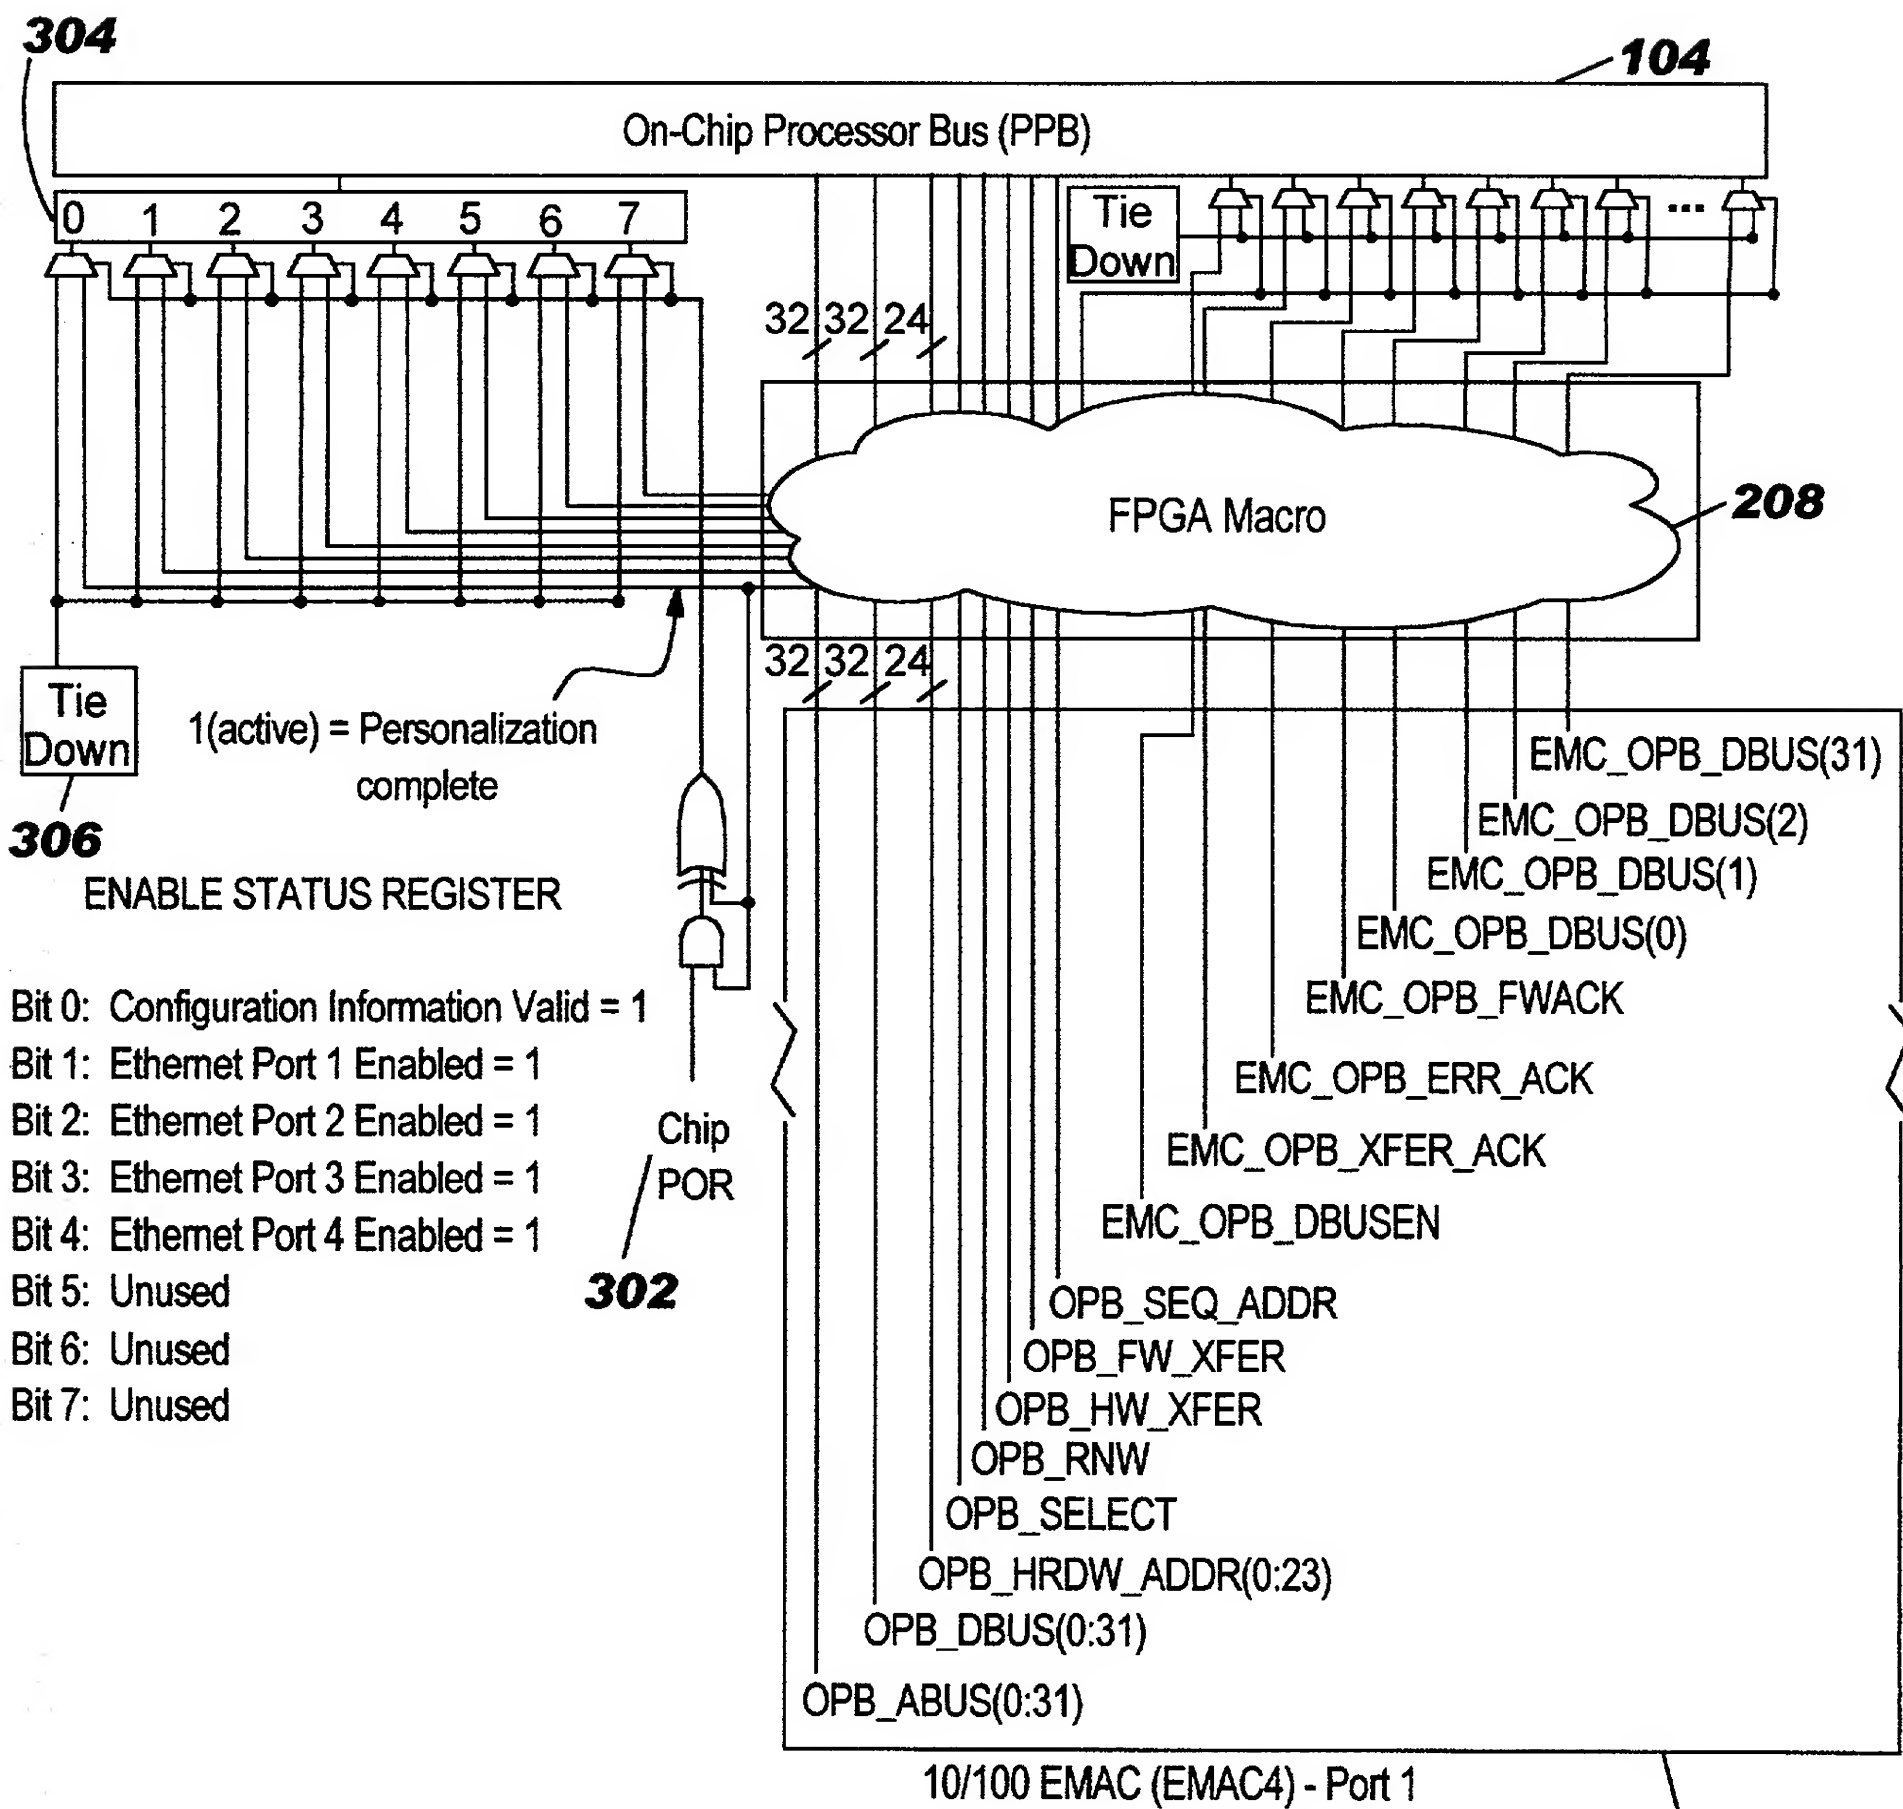 304
104
On-Chip Processor Bus (PPB)
0 1 2 3 4 5 6 7
Tie
Down
...
32 32 24
FPGA Macro
208
32 32 24
Tie
Down
306
1(active) = Personalization
complete
ENABLE STATUS REGISTER
Bit 0: Configuration Information Valid = 1
Bit 1: Ethernet Port 1 Enabled = 1
Bit 2: Ethernet Port 2 Enabled = 1
Bit 3: Ethernet Port 3 Enabled = 1
Bit 4: Ethernet Port 4 Enabled = 1
Bit 5: Unused
Bit 6: Unused
Bit 7: Unused
Chip
POR
302
EMC_OPB_DBUS(31)
EMC_OPB_DBUS(2)
EMC_OPB_DBUS(1)
EMC_OPB_DBUS(0)
EMC_OPB_FWACK
EMC_OPB_ERR_ACK
EMC_OPB_XFER_ACK
EMC_OPB_DBUSEN
OPB_SEQ_ADDR
OPB_FW_XFER
OPB_HW_XFER
OPB_RNW
OPB_SELECT
OPB_HRDW_ADDR(0:23)
OPB_DBUS(0:31)
OPB_ABUS(0:31)
10/100 EMAC (EMAC4) - Port 1